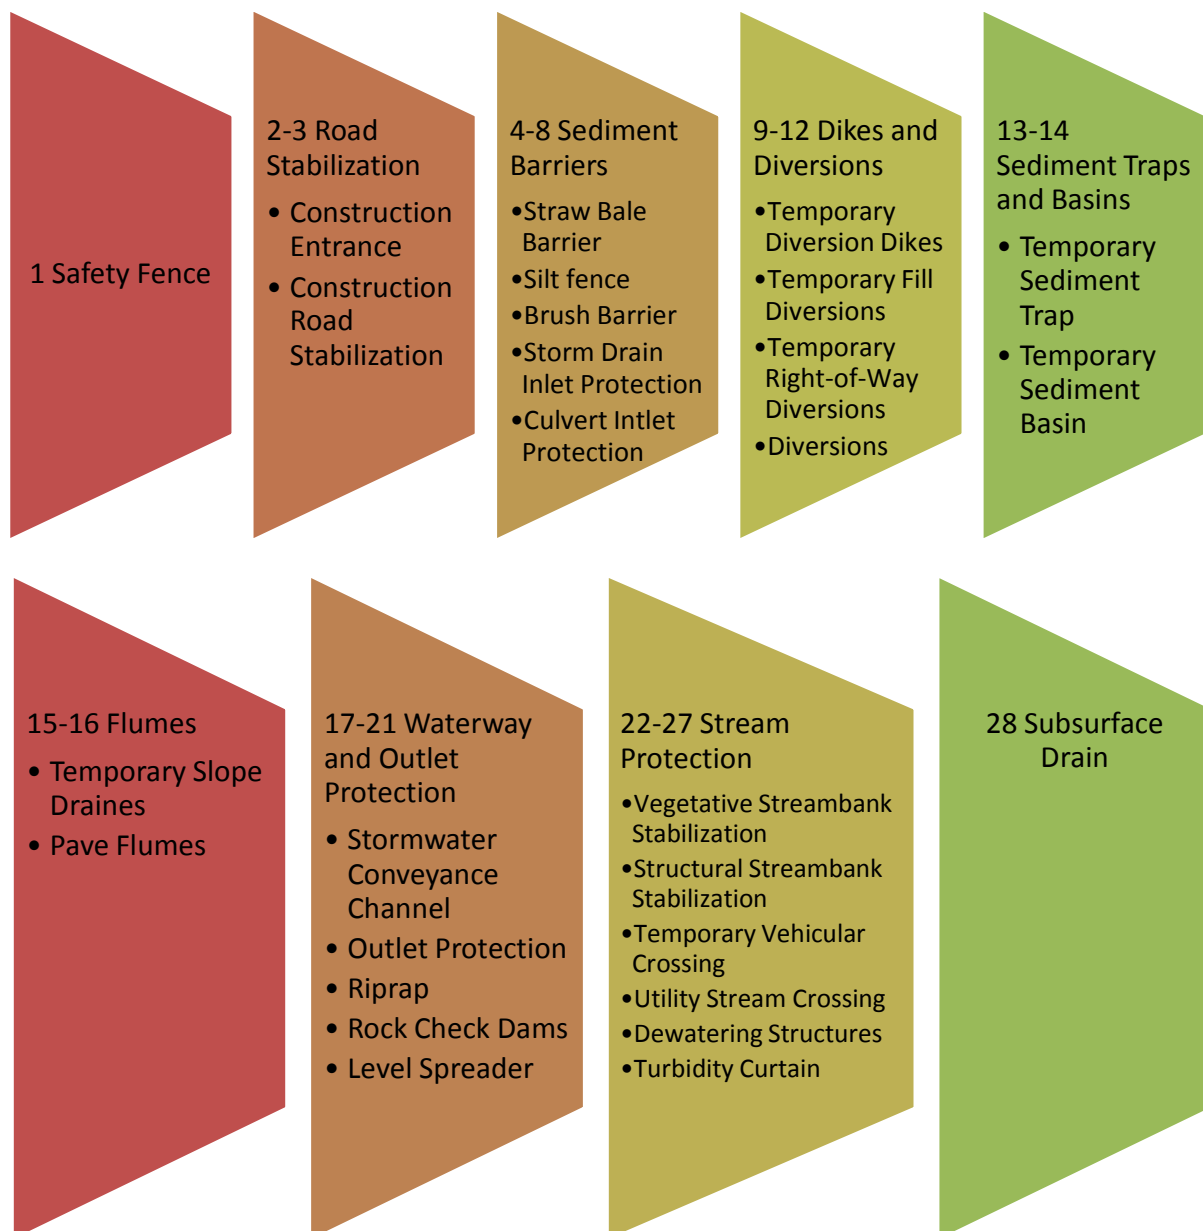 1 Safety Fence
2-3 Road
Stabilization
• Construction
Entrance
• Construction
Road
Stabilization
4-8 Sediment
Barriers
•Straw Bale
Barrier
•Silt fence
•Brush Barrier
•Storm Drain
Inlet Protection
•Culvert Intlet
Protection
9-12 Dikes and
Diversions
•Temporary
Diversion Dikes
•Temporary Fill
Diversions
•Temporary
Right-of-Way
Diversions
•Diversions
13-14
Sediment Traps
and Basins
• Temporary
Sediment
Trap
• Temporary
Sediment
Basin
15-16 Flumes
• Temporary Slope
Draines
• Pave Flumes
17-21 Waterway
and Outlet
Protection
• Stormwater
Conveyance
Channel
• Outlet Protection
• Riprap
• Rock Check Dams
• Level Spreader
22-27 Stream
Protection
•Vegetative Streambank
Stabilization
•Structural Streambank
Stabilization
•Temporary Vehicular
Crossing
•Utility Stream Crossing
•Dewatering Structures
•Turbidity Curtain
28 Subsurface
Drain